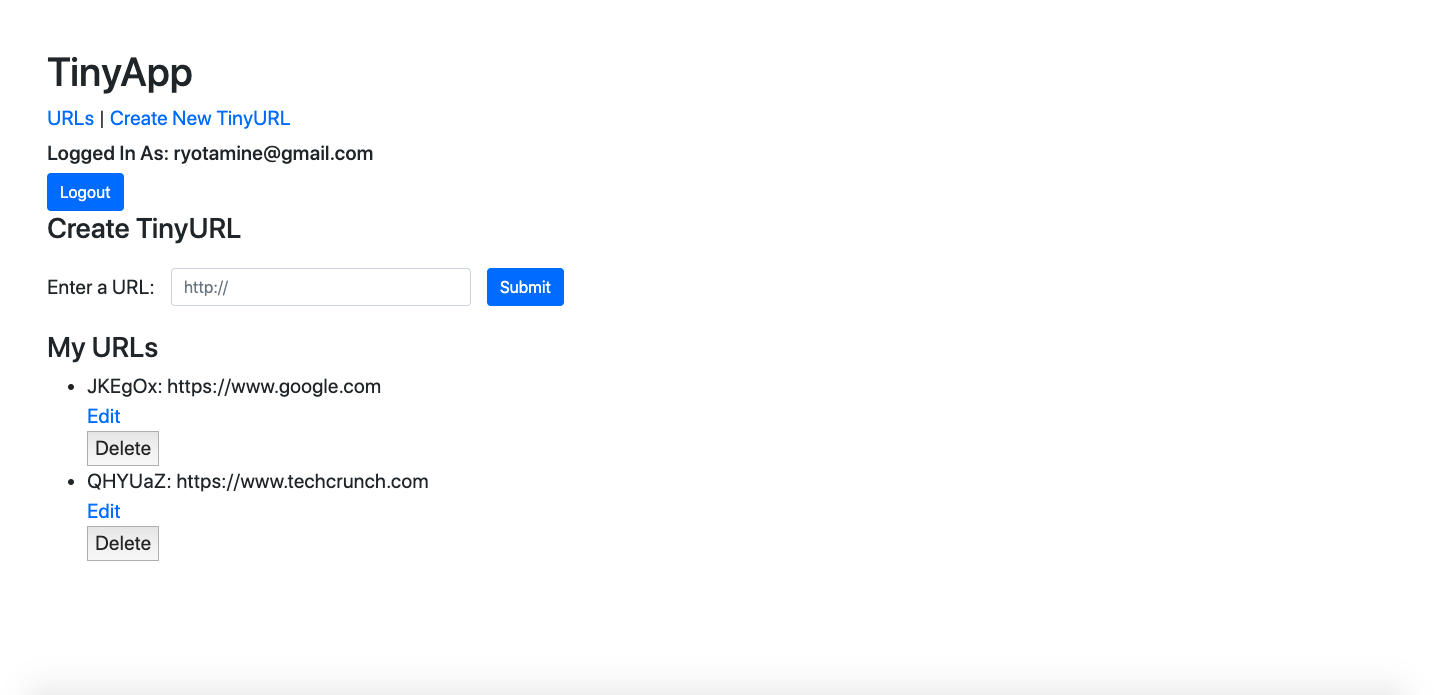 TinyApp
URLs | Create New TinyURL
Logged In As: ryotamine@gmail.com
Logout
Create TinyURL
Enter a URL: http:// Submit
My URLs
JKEgOx: https://www.google.com
Edit
Delete
QHYUaZ: https://www.techcrunch.com
Edit
Delete